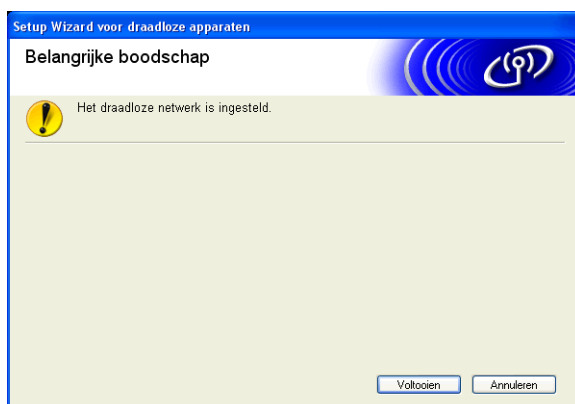 Setup Wizard voor draadloze apparaten
Belangrijke boodschap
Het draadloze netwerk is ingesteld.
Voltooien
Annuleren